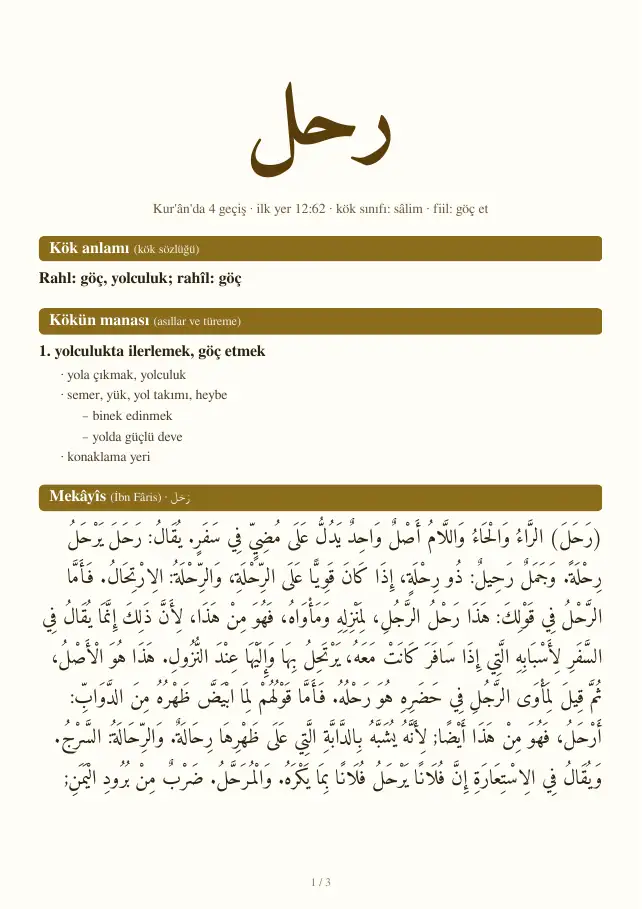 رحل
Kur'ân'da 4 geçiş · ilk yer 12:62 · kök sınıfı: sâlim · fiil: göç et
Kök anlamı (kök sözlüğü)
Rahl: göç, yolculuk; rahîl: göç
Kökün manası (asıllar ve türeme)
1. yolculukta ilerlemek, göç etmek
· yola çıkmak, yolculuk
· semer, yük, yol takımı, heybe
– binek edinmek
– yolda güçlü deve
· konaklama yeri
Mekâyîs (İbn Fâris) · رَحَلَ
(رَحَلَ) الرَّاءُ وَالْحَاءُ وَاللَّامُ أَصْلٌ وَاحِدٌ يَدُلُّ عَلَى مُضِيٍّ فِي سَفَرٍ. يُقَالُ: رَحَلَ يَرْحَلُ
رِحْلَةً. وَجَمَلٌ رَحِيلٌ: ذُو رِحْلَةٍ، إِذَا كَانَ قَوِيًّا عَلَى الرِّحْلَةِ، وَالرِّحْلَةُ: الِارْتِحَالُ. فَأَمَّا
الرَّحْلُ فِي قَوْلِكَ: هَذَا رَحْلُ الرَّجُلِ، لِمَنْزِلِهِ وَمَأْوَاهُ، فَهُوَ مِنْ هَذَا، لِأَنَّ ذَلِكَ إِنَّمَا يُقَالُ فِي
السَّفَرِ لِأَسْبَابِهِ الَّتِي إِذَا سَافَرَ كَانَتْ مَعَهُ، يَرْتَحِلُ بِهَا وَإِلَيْهَا عِنْدَ النُّزُولِ. هَذَا هُوَ الْأَصْلُ،
ثُمَّ قِيلَ لِمَأْوَى الرَّجُلِ فِي حَضَرِهِ هُوَ رَحْلُهُ. فَأَمَّا قَوْلُهُمْ لِمَا ابْيَضَّ ظَهْرُهُ مِنَ الدَّوَابِّ:
أَرْحَلُ، فَهُوَ مِنْ هَذَا أَيْضًا; لِأَنَّهُ يُشَبَّهُ بِالدَّابَّةِ الَّتِي عَلَى ظَهْرِهَا رِحَالَةٌ. وَالرِّحَالَةُ: السَّرْجُ.
وَيُقَالُ فِي الِاسْتِعَارَةِ إِنَّ فُلَانًا يَرْحَلُ فُلَانًا بِمَا يَكْرَهُ. وَالْمُرَحَّلُ. ضَرْبٌ مِنْ بُرُودِ الْيَمَنِ;
1 / 3